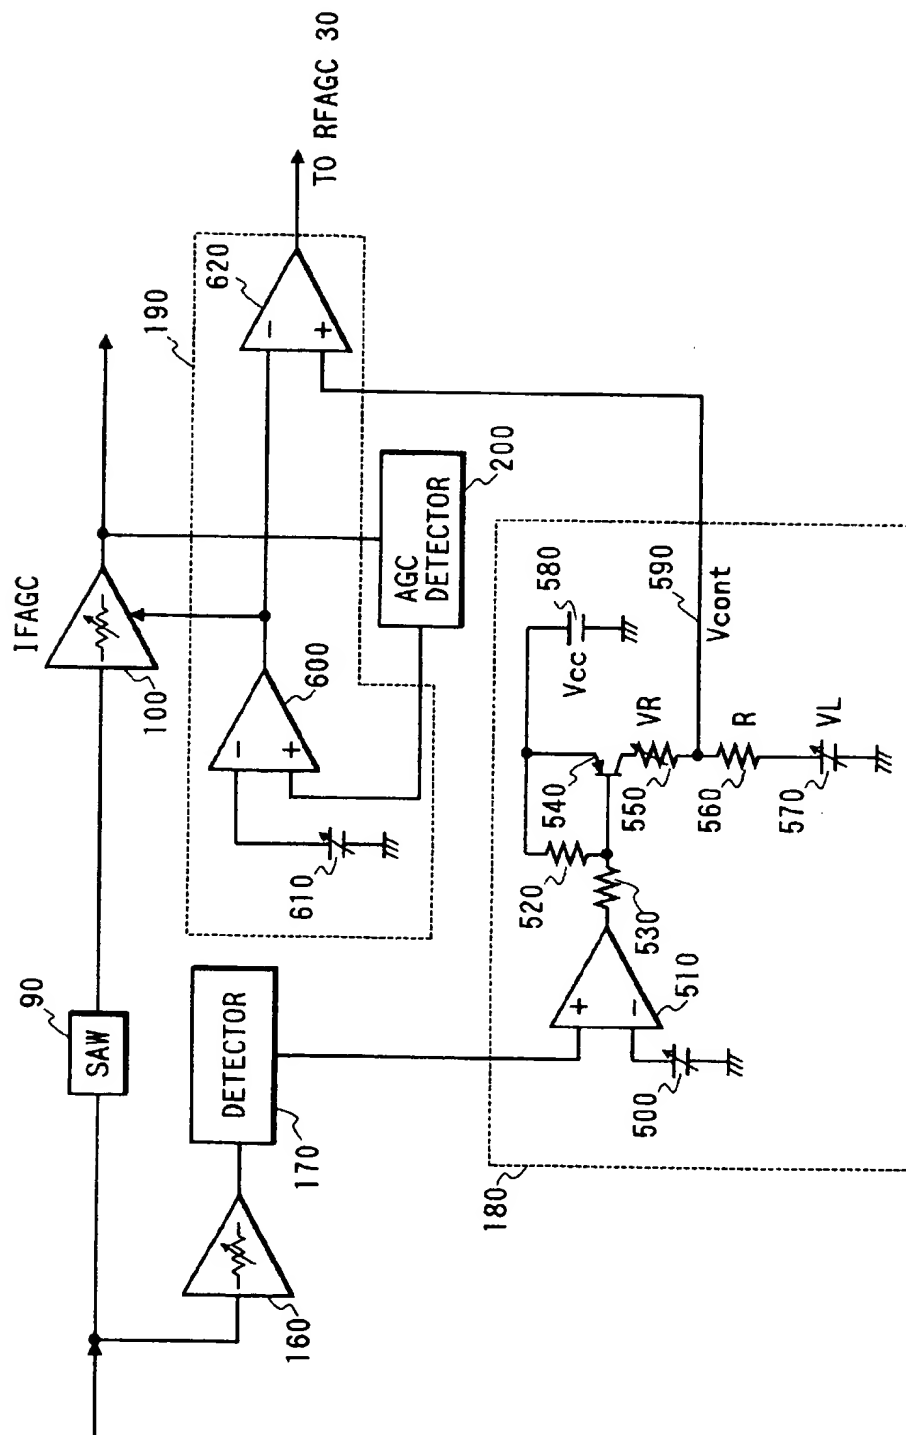 90
SAW
IFAGC
100
190
620
−
+
TO RFAGC 30
160
170
DETECTOR
610
−
+
600
AGC
DETECTOR
200
180
500
+
−
510
520
530
540
550
VR
560
R
570
VL
Vcc
580
590
Vcont